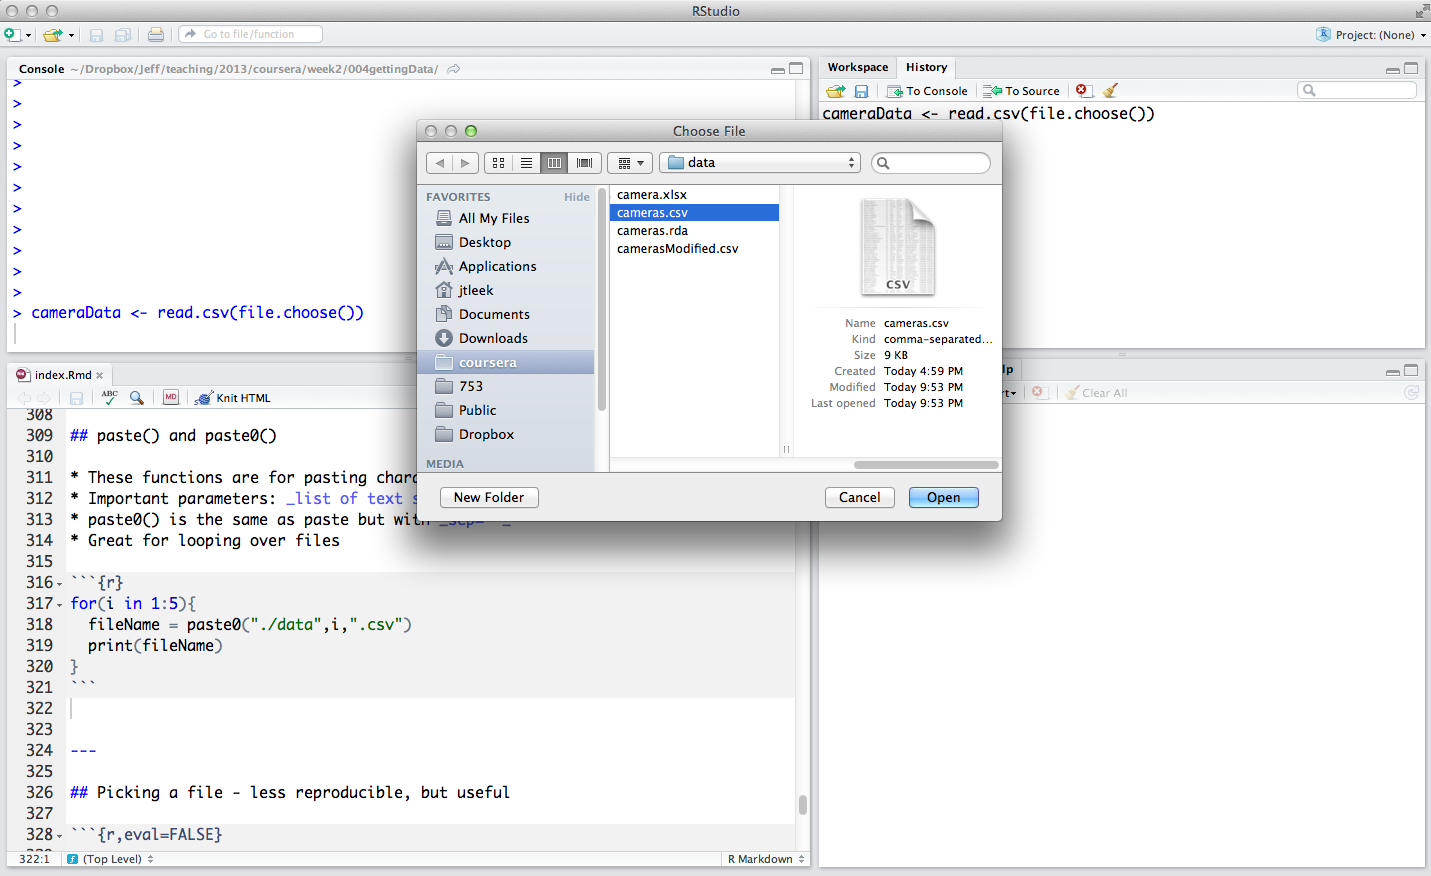 RStudio
Go to file/function
Project: (None)
Console ~/Dropbox/Jeff/teaching/2013/coursera/week2/004gettingData/
>
>
>
>
>
>
>
>
>
>
>
> cameraData <- read.csv(file.choose())
Workspace History
To Console To Source
cameraData <- read.csv(file.choose())
Choose File
data
FAVORITES Hide
All My Files
Desktop
Applications
jtleek
Documents
Downloads
coursera
753
Public
Dropbox
MEDIA
camera.xlsx
cameras.csv
cameras.rda
camerasModified.csv
CSV
Name cameras.csv
Kind comma-separated...
Size 9 KB
Created Today 4:59 PM
Modified Today 9:53 PM
Last opened Today 9:53 PM
New Folder Cancel Open
lp
Clear All
index.Rmd
ABC MD Knit HTML
308
309 ## paste() and paste0()
310
311 * These functions are for pasting char
312 * Important parameters: _list of text s
313 * paste0() is the same as paste but with
314 * Great for looping over files
315
316 ```{r}
317 for(i in 1:5){
318 fileName = paste0("./data",i,".csv")
319 print(fileName)
320 }
321 ```
322
323
324 ---
325
326 ## Picking a file - less reproducible, but useful
327
328 ```{r,eval=FALSE}
322:1 (Top Level) R Markdown